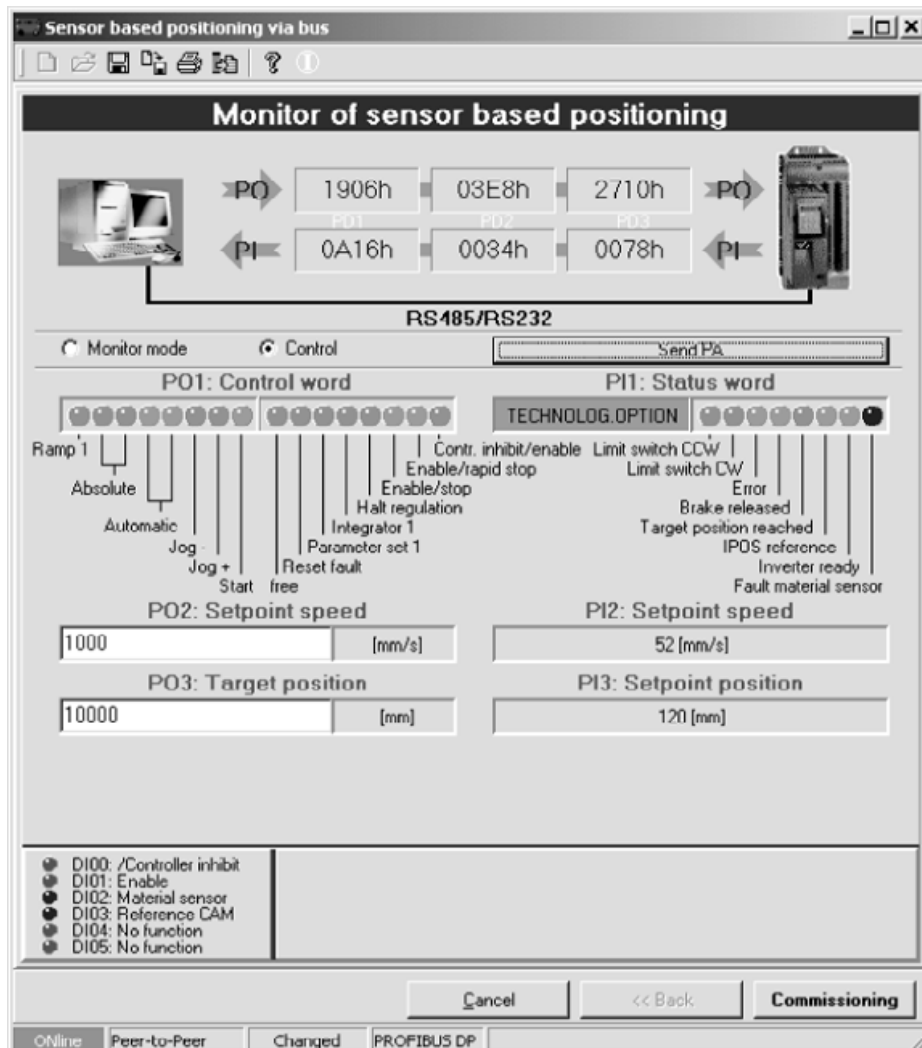 Sensor based positioning via bus
Monitor of sensor based positioning
PO 1906h 03E8h 2710h PO
PD1 PD2 PD3
PI 0A16h 0034h 0078h PI
RS485/RS232
Monitor mode Control Send PA
PO1: Control word PI1: Status word
TECHNOLOG.OPTION
Ramp 1 Contr. inhibit/enable Limit switch CCW
Enable/rapid stop Limit switch CW
Absolute Enable/stop Error
Halt regulation Brake released
Automatic Integrator 1 Target position reached
Jog - Parameter set 1 IPOS reference
Jog + Reset fault Inverter ready
Start free Fault material sensor
PO2: Setpoint speed PI2: Setpoint speed
1000 [mm/s] 52 [mm/s]
PO3: Target position PI3: Setpoint position
10000 [mm] 120 [mm]
DI00: /Controller inhibit
DI01: Enable
DI02: Material sensor
DI03: Reference CAM
DI04: No function
DI05: No function
Cancel << Back Commissioning
ONline Peer-to-Peer Changed PROFIBUS DP